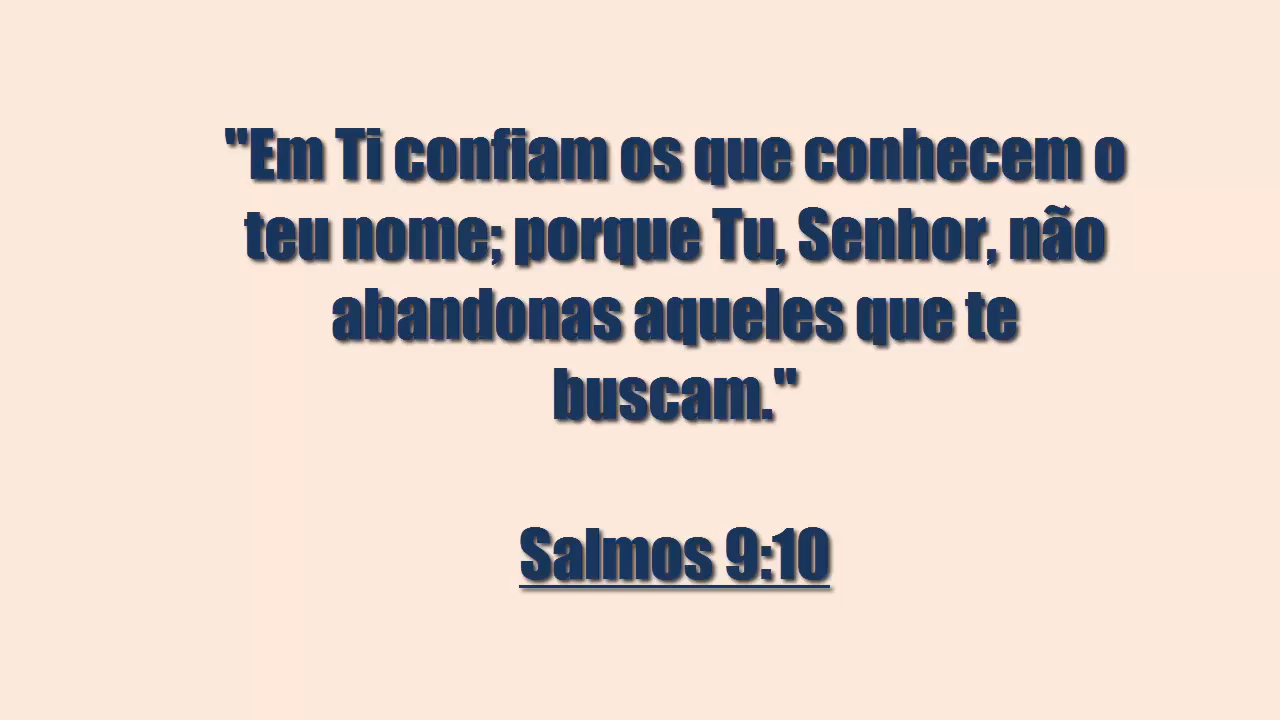 "Em Ti confiam os que conhecem o
teu nome; porque Tu, Senhor, não
abandonas aqueles que te
buscam."
Salmos 9:10